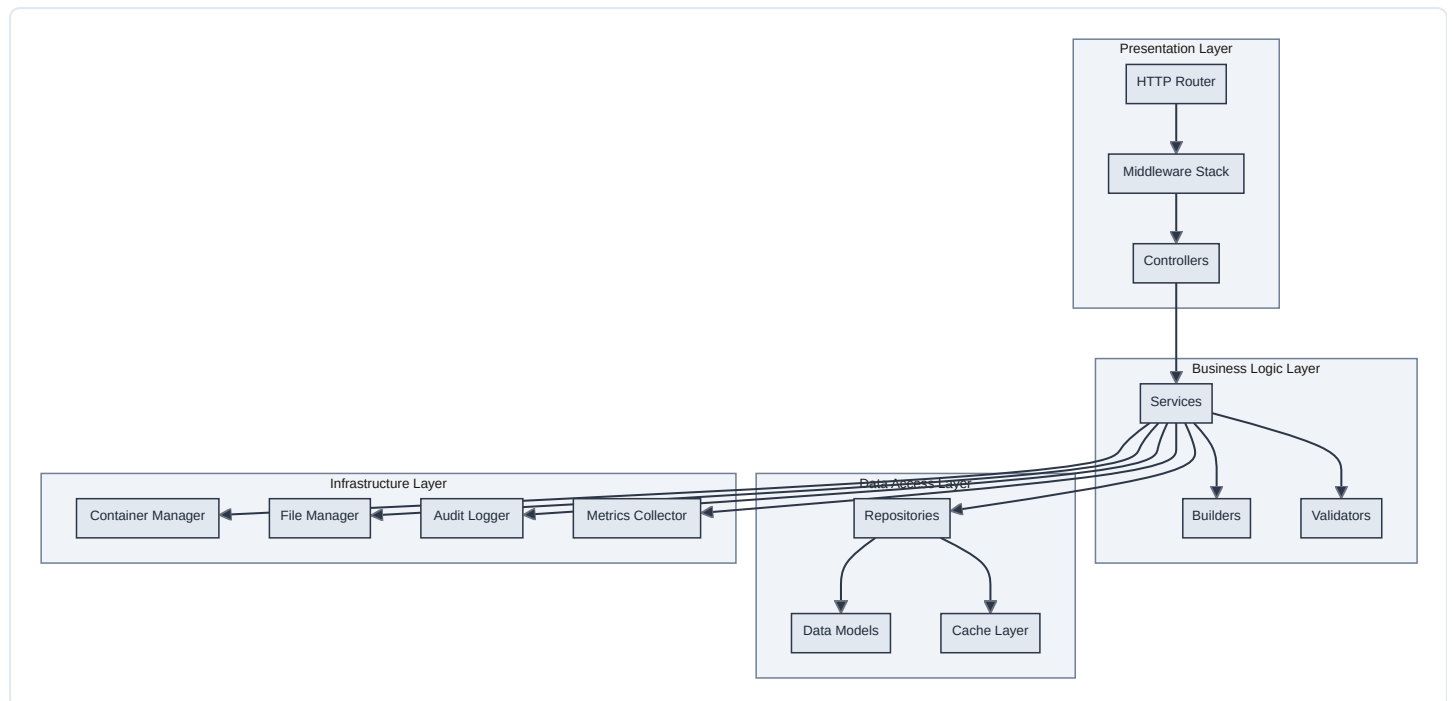 Presentation Layer
HTTP Router
Middleware Stack
Controllers
Business Logic Layer
Services
Builders
Validators
Infrastructure Layer
Container Manager
File Manager
Audit Logger
Metrics Collector
Data Access Layer
Repositories
Data Models
Cache Layer